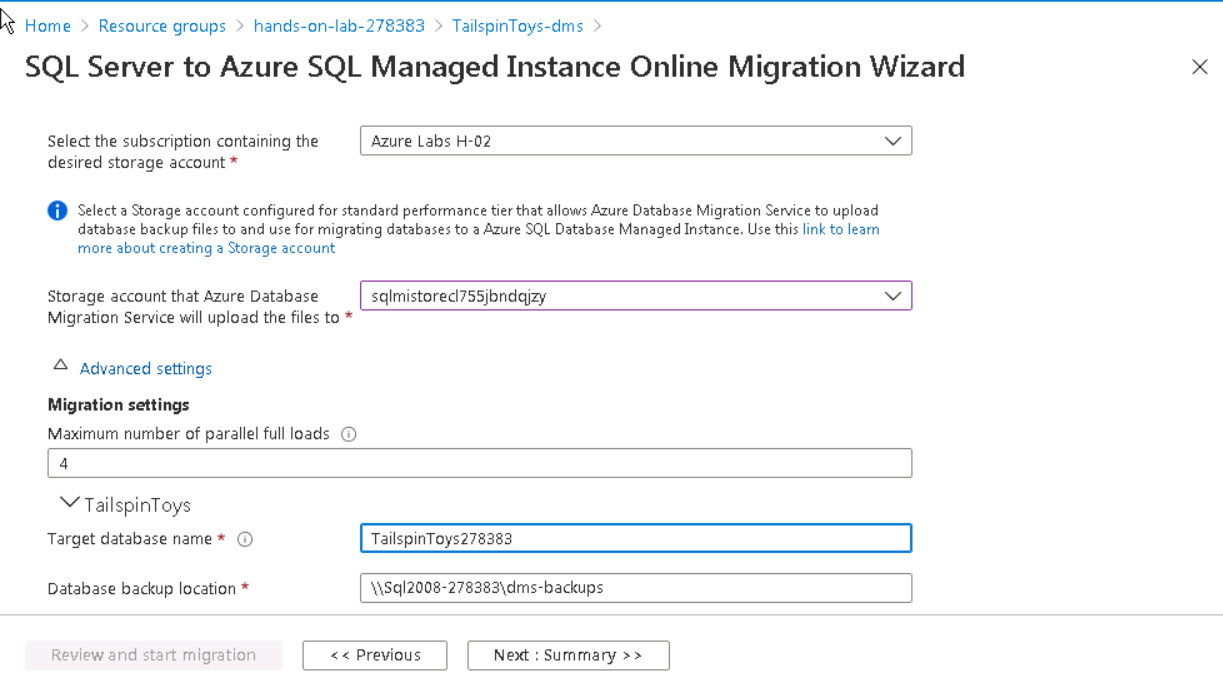 Home > Resource groups > hands-on-lab-278383 > TailspinToys-dms >
SQL Server to Azure SQL Managed Instance Online Migration Wizard
Select the subscription containing the
desired storage account *
Azure Labs H-02
Select a Storage account configured for standard performance tier that allows Azure Database Migration Service to upload
database backup files to and use for migrating databases to a Azure SQL Database Managed Instance. Use this link to learn
more about creating a Storage account
Storage account that Azure Database
Migration Service will upload the files to *
sqlmistorecl755jbndqjzy
Advanced settings
Migration settings
Maximum number of parallel full loads
4
TailspinToys
Target database name *
TailspinToys278383
Database backup location *
\\Sql2008-278383\dms-backups
Review and start migration
<< Previous
Next : Summary >>